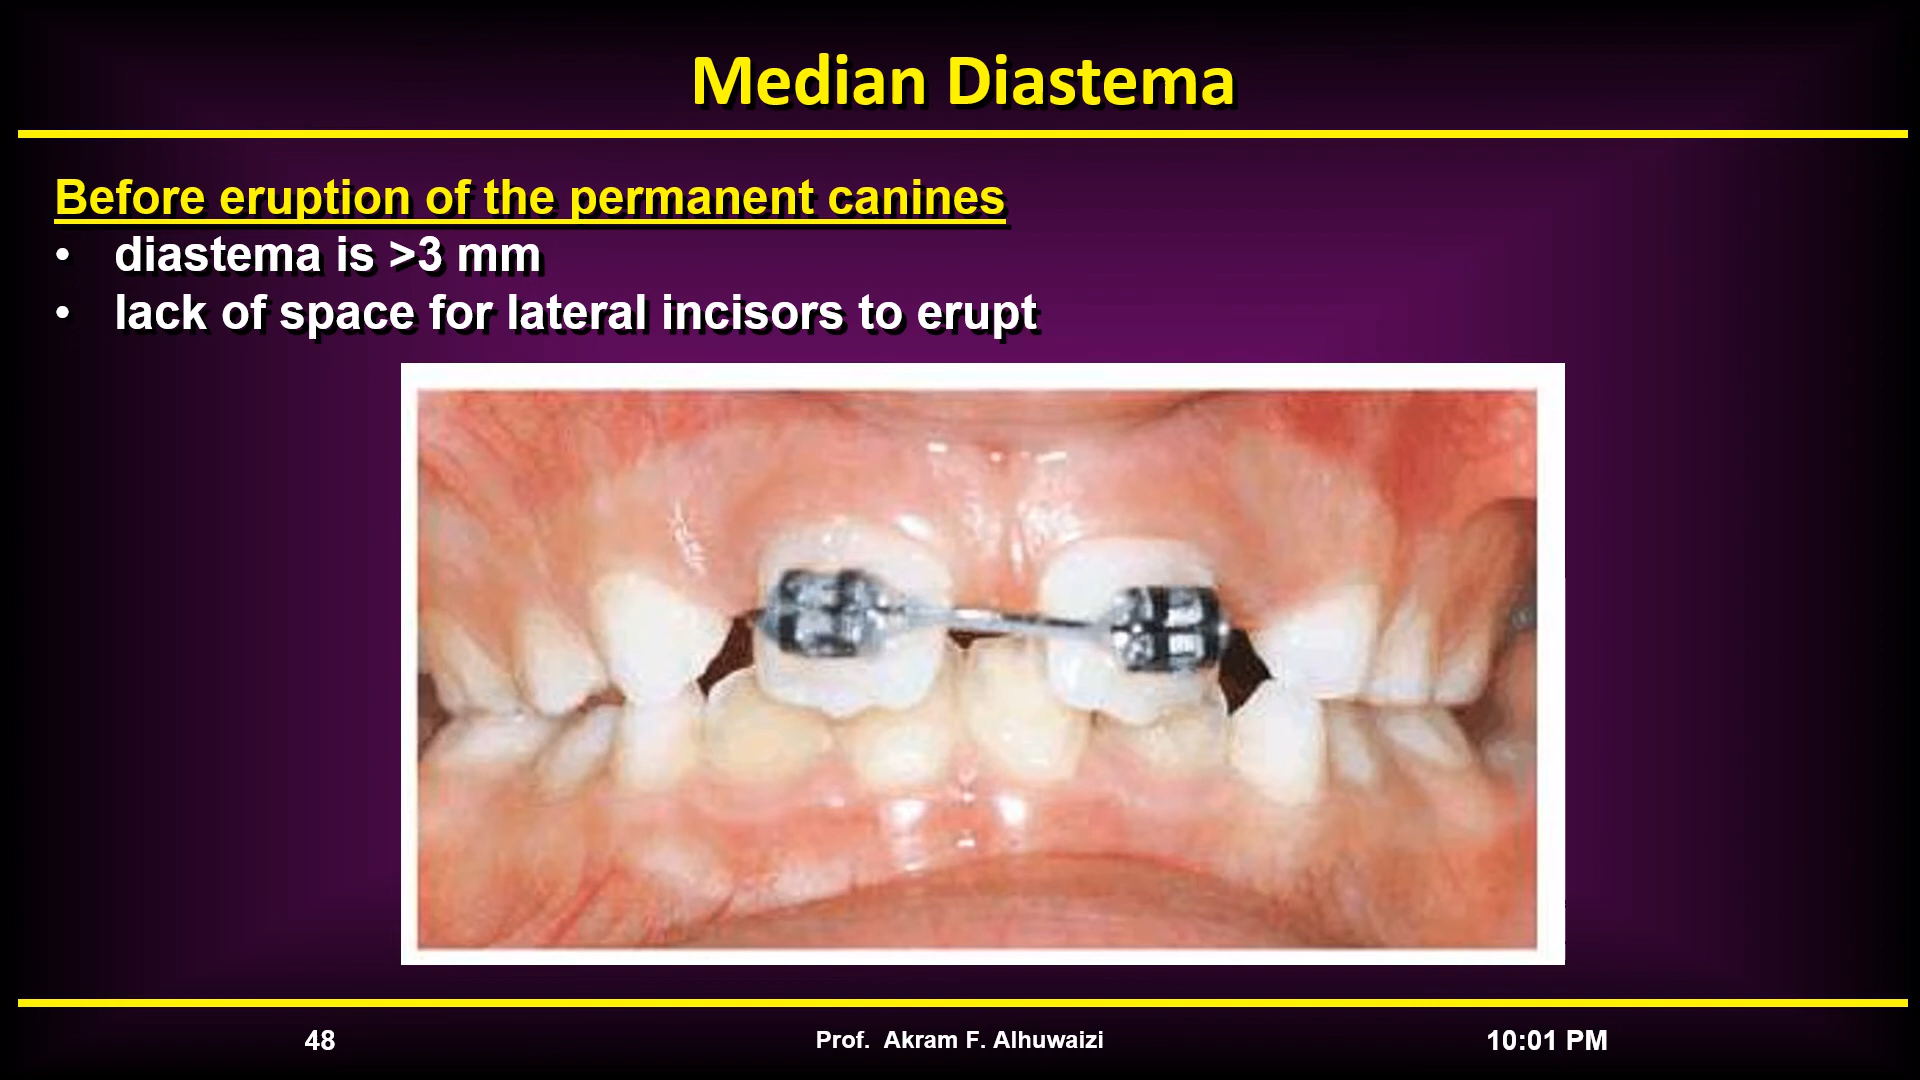 Median Diastema
Before eruption of the permanent canines
• diastema is >3 mm
• lack of space for lateral incisors to erupt
48
Prof. Akram F. Alhuwaizi
10:01 PM